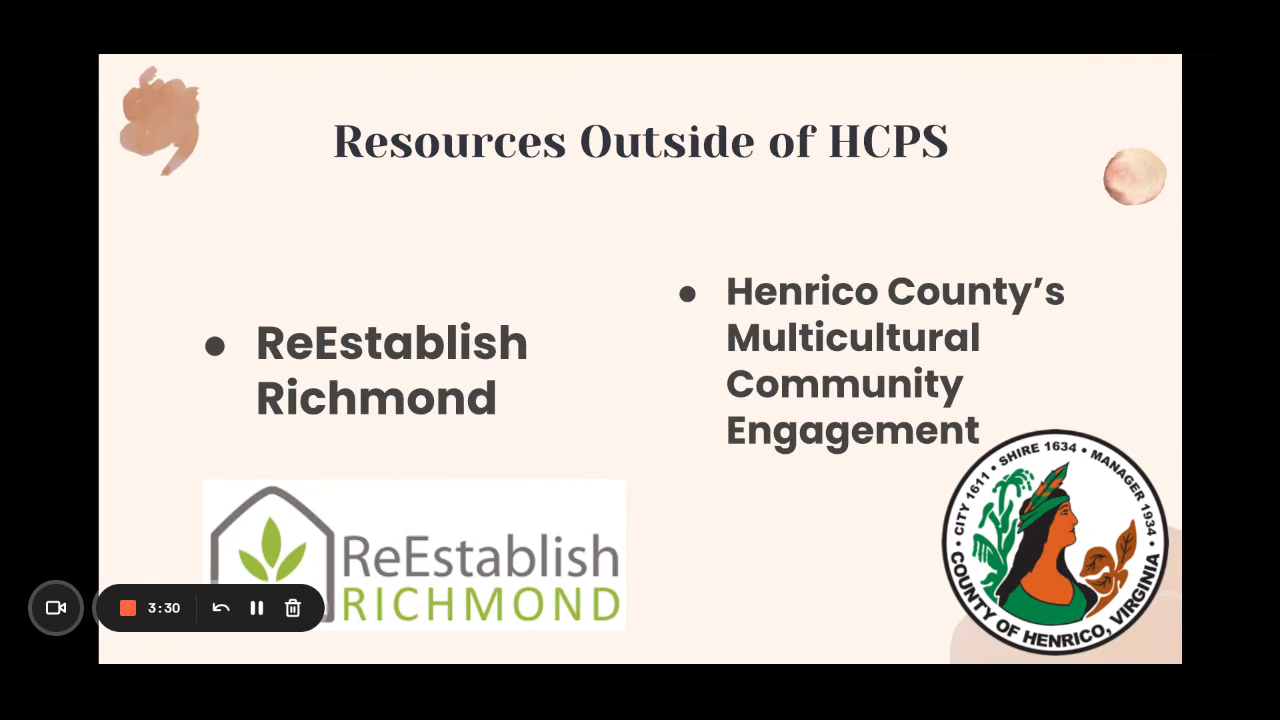 Resources Outside of HCPS
● ReEstablish
Richmond
● Henrico County’s
Multicultural
Community
Engagement
ReEstablish
RICHMOND
• CITY 1611 • SHIRE 1634 • MANAGER 1934 •
COUNTY OF HENRICO, VIRGINIA
3:30